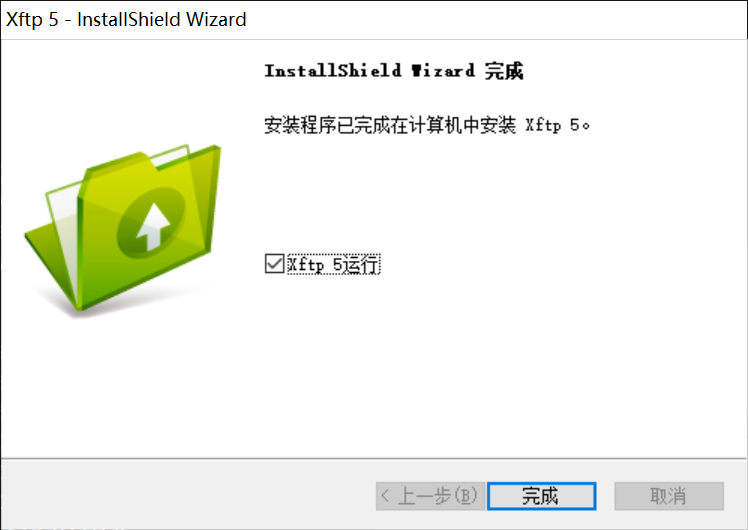 Xftp 5 - InstallShield Wizard
InstallShield Wizard 完成
安装程序已完成在计算机中安装 Xftp 5。
Xftp 5运行
< 上一步(B)
完成
取消